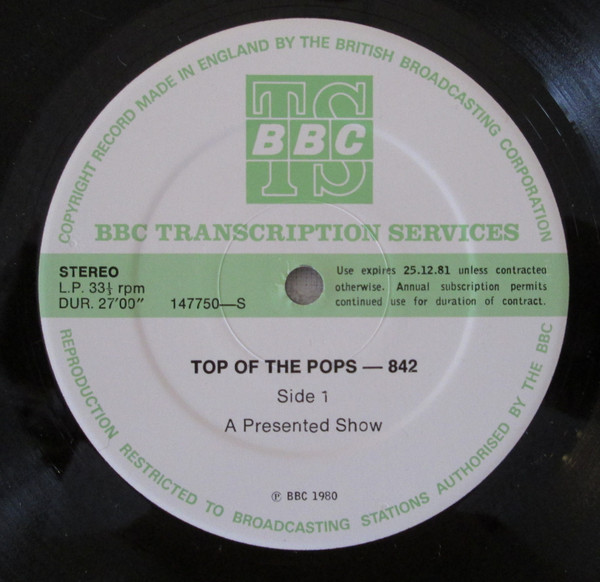 COPYRIGHT RECORD MADE IN ENGLAND BY THE BRITISH BROADCASTING CORPORATION
TS
BBC
BBC TRANSCRIPTION SERVICES
STEREO
L.P. 33⅓ rpm
DUR. 27′00″ 147750—S
Use expires 25.12.81 unless contracted
otherwise. Annual subscription permits
continued use for duration of contract.
TOP OF THE POPS — 842
Side 1
A Presented Show
℗ BBC 1980
REPRODUCTION RESTRICTED TO BROADCASTING STATIONS AUTHORISED BY THE BBC